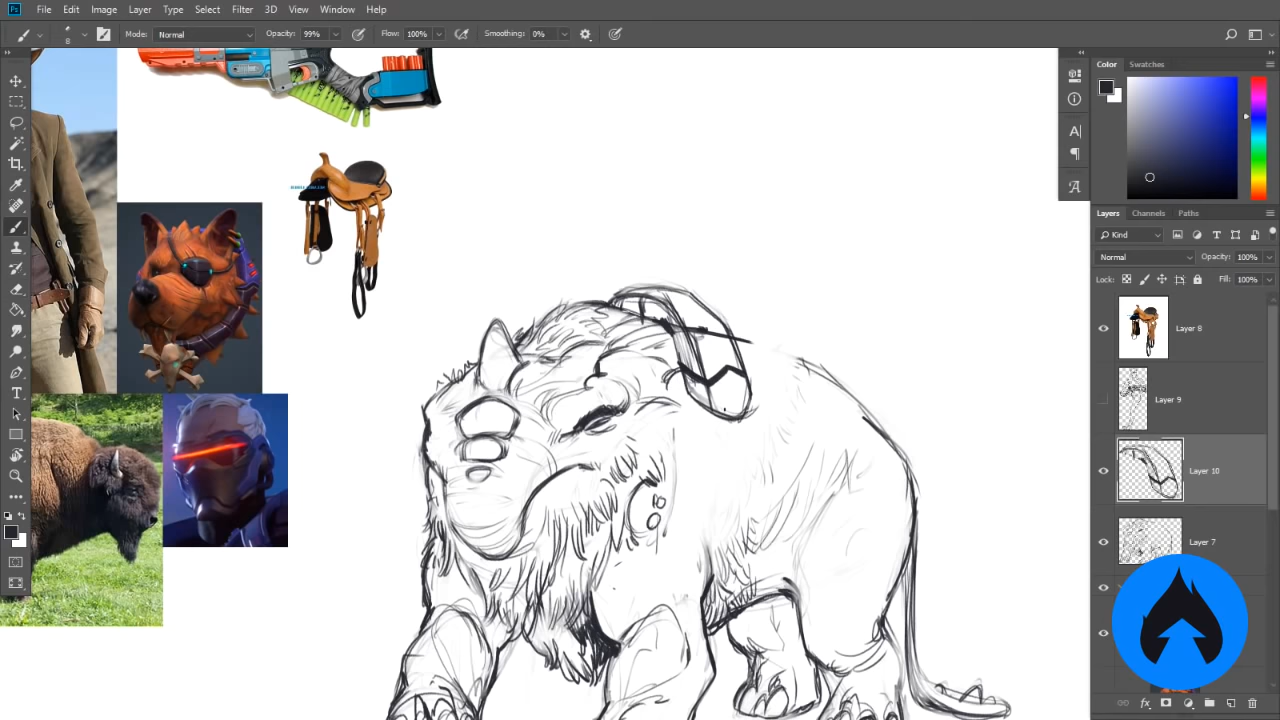 Ps File Edit Image Layer Type Select Filter 3D View Window Help
8 Mode: Normal Opacity: 99% Flow: 100% Smoothing: 0%
Color Swatches
Layers Channels Paths
Kind
Normal Opacity: 100%
Lock: Fill: 100%
Layer 8
Layer 9
Layer 10
Layer 7